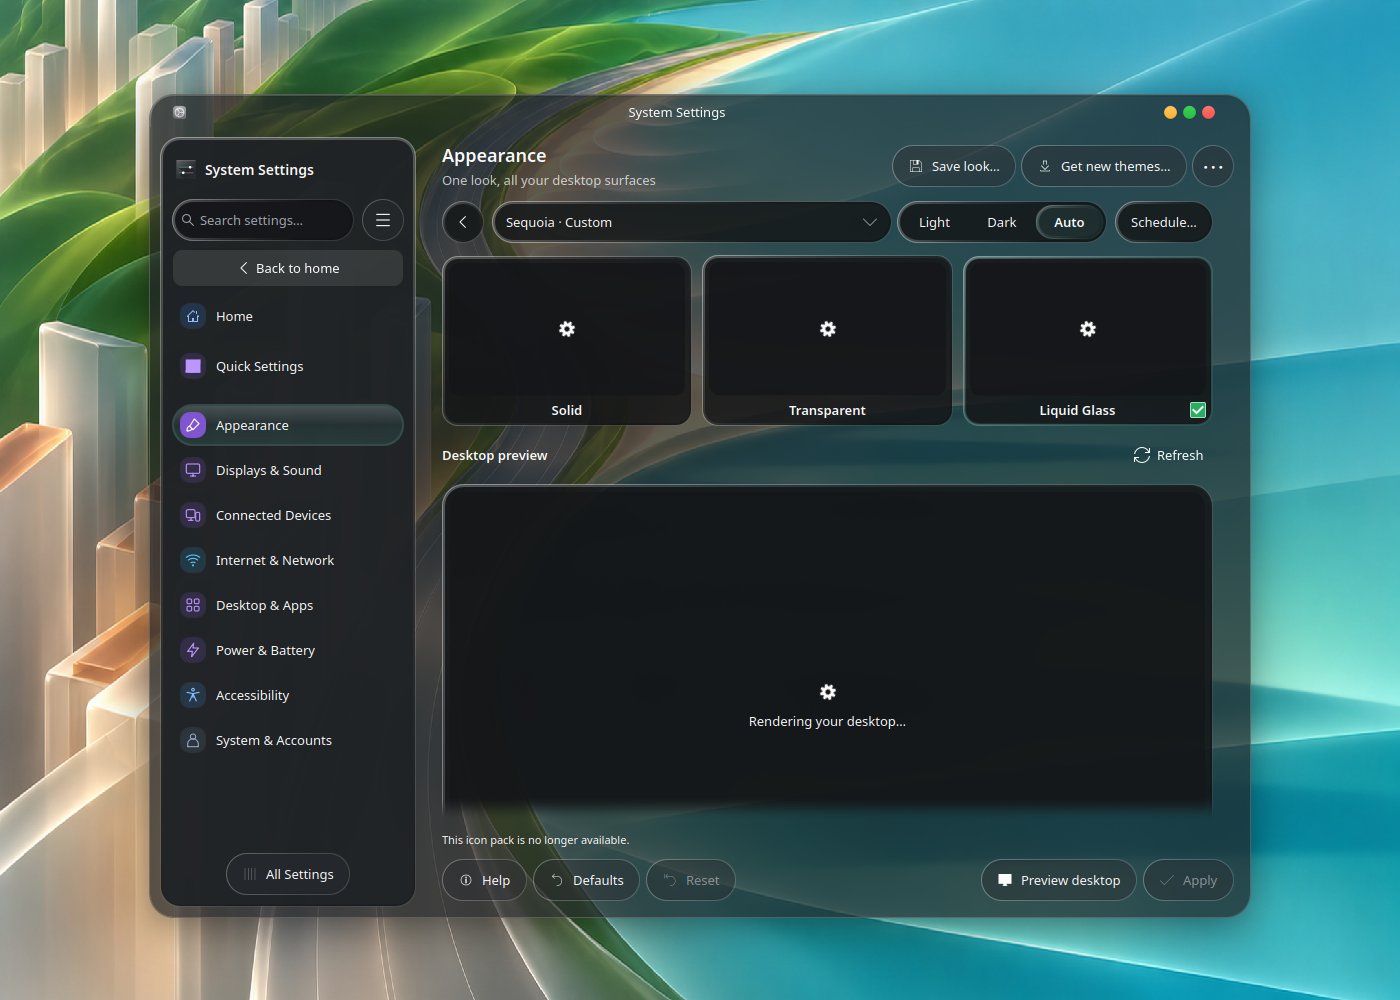 System Settings
System Settings
Search settings...
Back to home
Home
Quick Settings
Appearance
Displays & Sound
Connected Devices
Internet & Network
Desktop & Apps
Power & Battery
Accessibility
System & Accounts
All Settings
Appearance
One look, all your desktop surfaces
Save look...
Get new themes...
Sequoia · Custom
Light
Dark
Auto
Schedule...
Solid
Transparent
Liquid Glass
Desktop preview
Refresh
Rendering your desktop...
This icon pack is no longer available.
Help
Defaults
Reset
Preview desktop
Apply